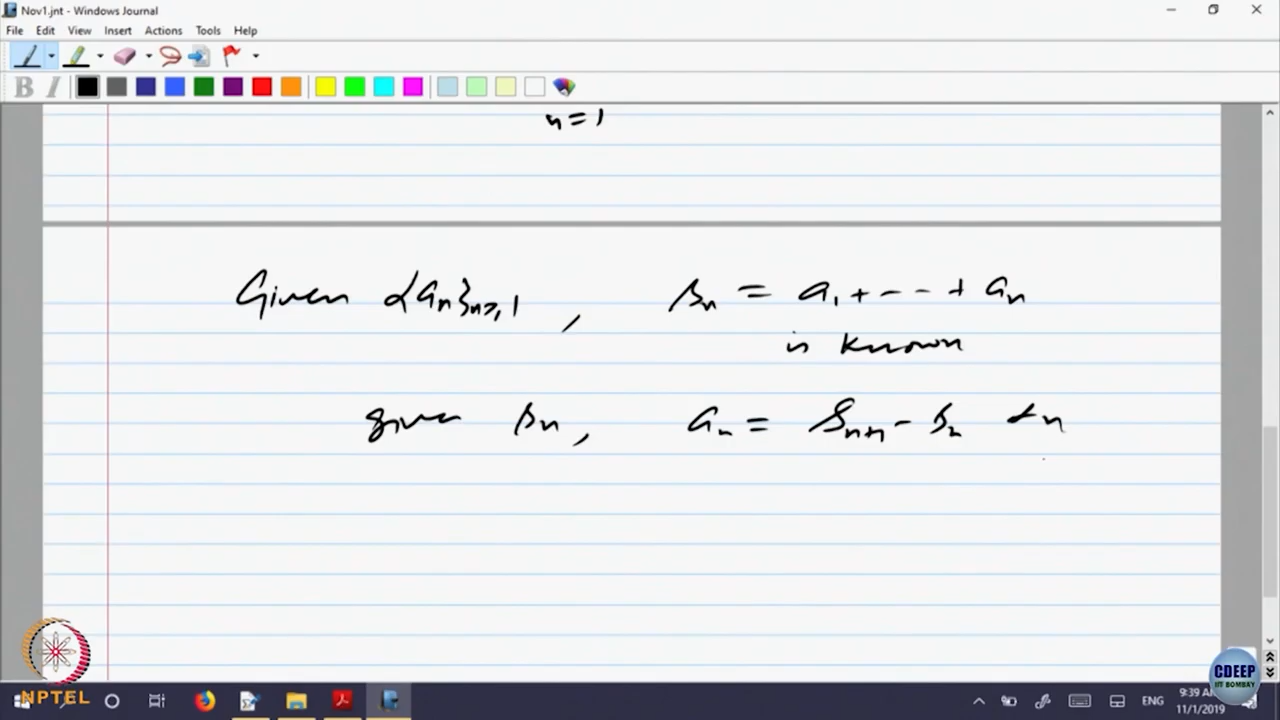 Nov1.jnt - Windows Journal
File Edit View Insert Actions Tools Help
B I
n=1
Given {aₙ}ₙ≥₁, sₙ = a₁ + --- + aₙ
is known
given sₙ, aₙ = Sₙ₊₁ - sₙ ∀n
NPTEL
CDEEP
IIT BOMBAY
ENG
9:39 AM
11/1/2019